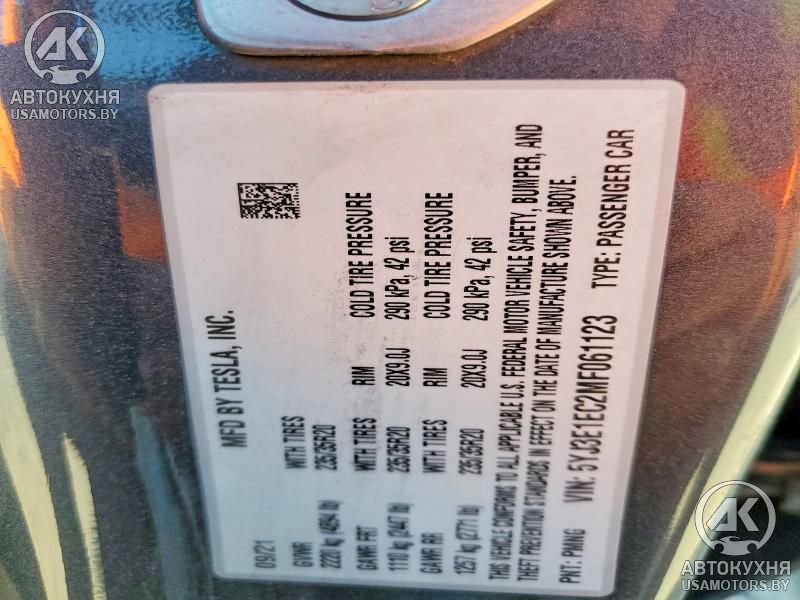 MFD BY TESLA, INC.
09/21
GVWR WITH TIRES RIM COLD TIRE PRESSURE
2220 kg (4894 lb) 235/35R20 20X9.0J 290 kPa, 42 psi
GAWR FRT WITH TIRES RIM COLD TIRE PRESSURE
1110 kg (2447 lb) 235/35R20 20X9.0J 290 kPa, 42 psi
GAWR RR WITH TIRES RIM COLD TIRE PRESSURE
1257 kg (2771 lb) 235/35R20 20X9.0J 290 kPa, 42 psi
THIS VEHICLE CONFORMS TO ALL APPLICABLE U.S. FEDERAL MOTOR VEHICLE SAFETY, BUMPER, AND
THEFT PREVENTION STANDARDS IN EFFECT ON THE DATE OF MANUFACTURE SHOWN ABOVE.
PNT: PMNG VIN: 5YJ3E1EC2MF061123 TYPE: PASSENGER CAR
АК
АВТОКУХНЯ
USAMOTORS.BY
АК
АВТОКУХНЯ
USAMOTORS.BY